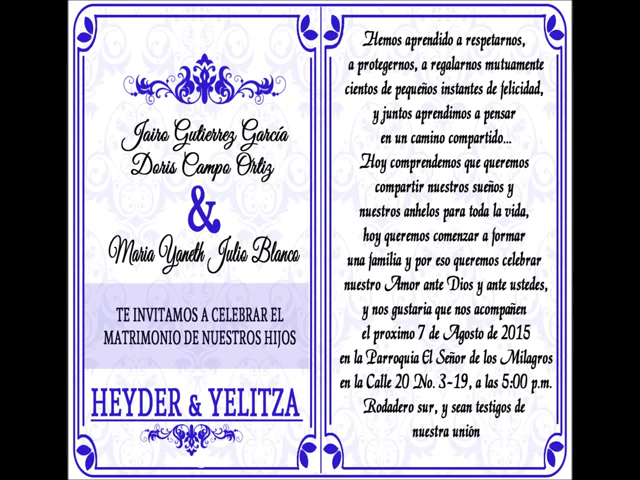 Jairo Gutierrez García
Doris Campo Ortiz
&
Maria Yaneth Julio Blanco
TE INVITAMOS A CELEBRAR EL
MATRIMONIO DE NUESTROS HIJOS
HEYDER & YELITZA
Hemos aprendido a respetarnos,
a protegernos, a regalarnos mutuamente
cientos de pequeños instantes de felicidad,
y juntos aprendimos a pensar
en un camino compartido...
Hoy comprendemos que queremos
compartir nuestros sueños y
nuestros anhelos para toda la vida,
hoy queremos comenzar a formar
una familia y por eso queremos celebrar
nuestro Amor ante Dios y ante ustedes,
y nos gustaria que nos acompañen
el proximo 7 de Agosto de 2015
en la Parroquia El Señor de los Milagros
en la Calle 20 No. 3-19, a las 5:00 p.m.
Rodadero sur, y sean testigos de
nuestra unión